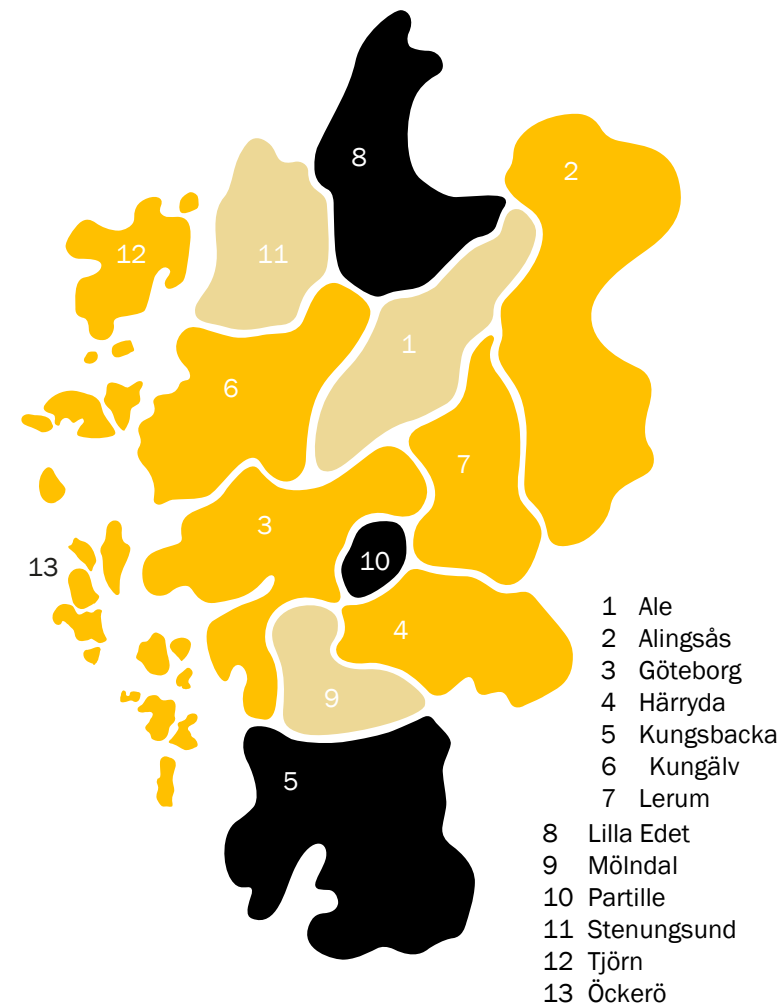 8
2
12
11
1
6
7
3
10
13
4
9
5
1 Ale
2 Alingsås
3 Göteborg
4 Härryda
5 Kungsbacka
6 Kungälv
7 Lerum
8 Lilla Edet
9 Mölndal
10 Partille
11 Stenungsund
12 Tjörn
13 Öckerö